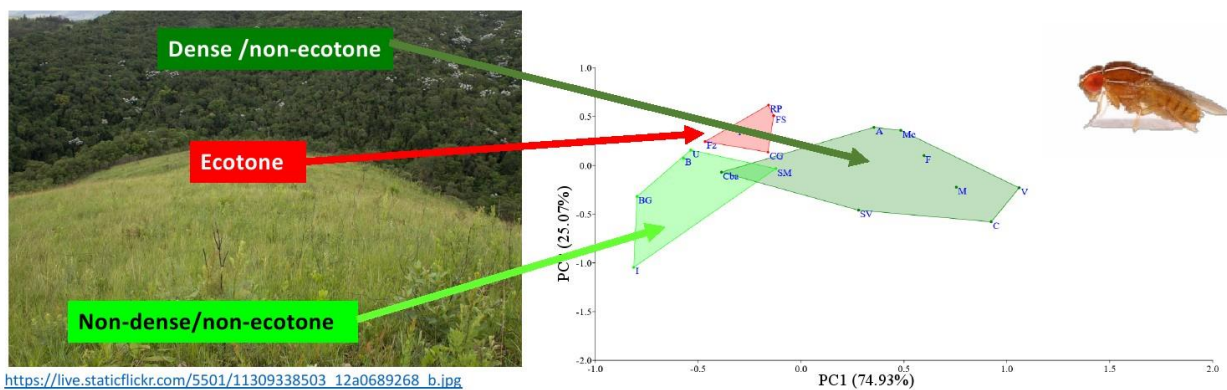 Dense /non-ecotone
Ecotone
Non-dense/non-ecotone
https://live.staticflickr.com/5501/11309338503_12a0689268_b.jpg
1.0
0.5
0.0
-0.5
-1.0
-1.5
-2.0
-1.0
-0.5
0.0
0.5
1.0
1.5
2.0
PC1 (74.93%)
(25.07%)
RP
FS
Fz
CG
U
B
Cba
SM
BG
I
A
Mc
F
M
V
SV
C